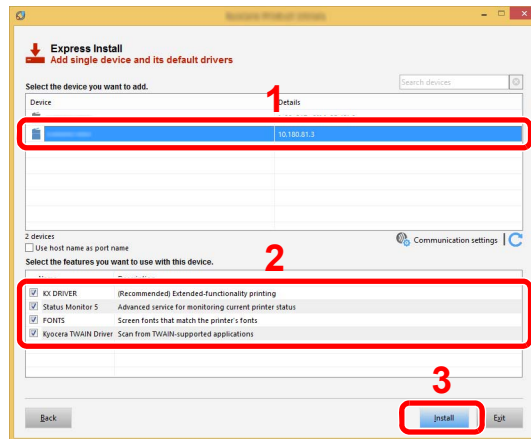 Express Install
Add single device and its default drivers
Select the device you want to add.
Search devices
1
Device Details
10.180.81.3
2 devices
Communication settings
Use host name as port name
Select the features you want to use with this device.
2
KX DRIVER (Recommended) Extended-functionality printing
Status Monitor 5 Advanced service for monitoring current printer status
FONTS Screen fonts that match the printer's fonts
Kyocera TWAIN Driver Scan from TWAIN-supported applications
3
Back Install Exit